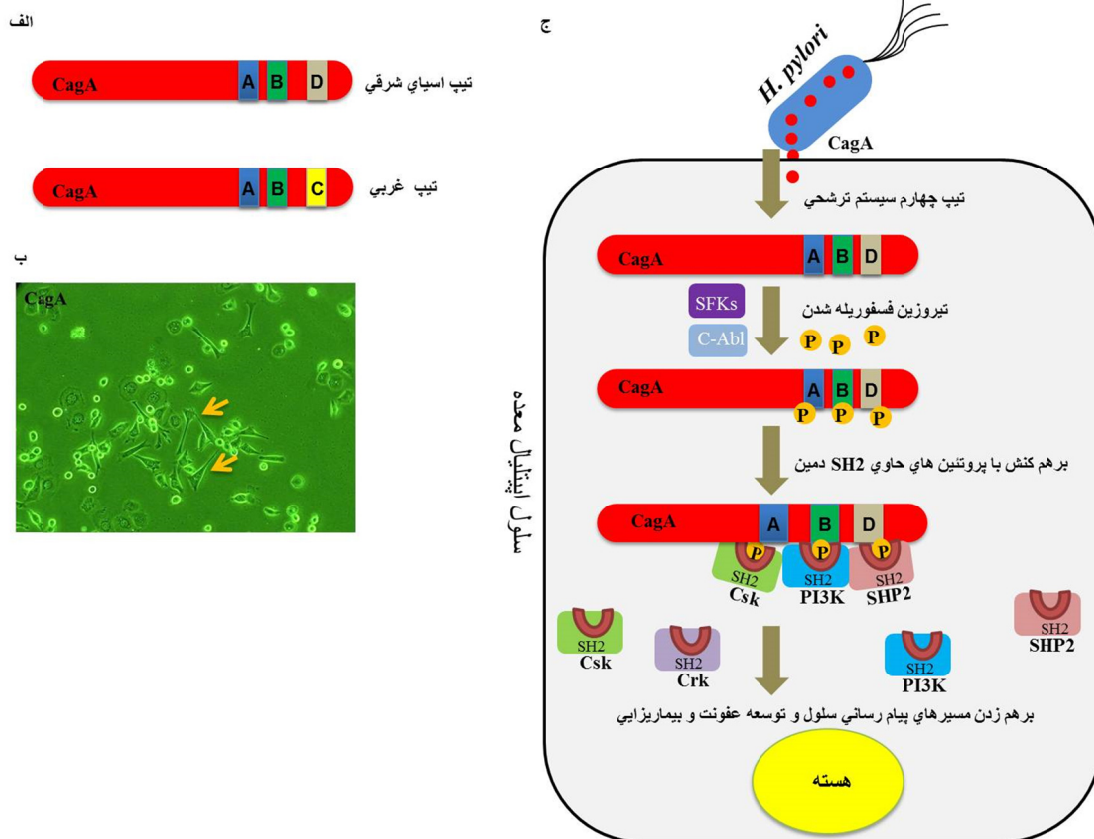 الف
CagA A B D تيپ اسياي شرقي
CagA A B C تيپ غربي
ب
CagA
ج
H. pylori
CagA
تيپ چهارم سيستم ترشحي
CagA A B D
SFKs
C-Abl
تيروزين فسفوريله شدن
P P P
CagA A B D
P P P
برهم كنش با پروتئين هاي حاوي SH2 دمين
CagA A B D
P P P
SH2 SH2 SH2
Csk PI3K SHP2
SH2
Csk
SH2
Crk
SH2
PI3K
SH2
SHP2
برهم زدن مسيرهاي پيام رساني سلول و توسعه عفونت و بيماريزايي
هسته
سلول اپيتليال معده